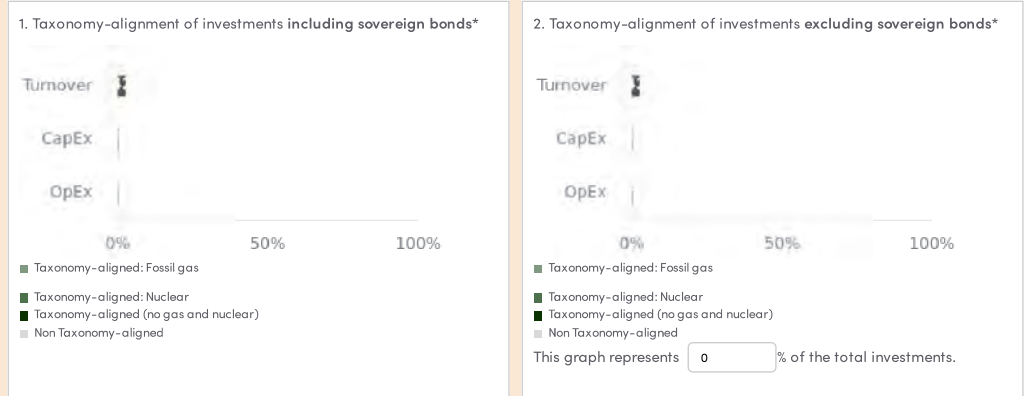 1. Taxonomy-alignment of investments including sovereign bonds*
Turnover
CapEx
OpEx
0% 50% 100%
Taxonomy-aligned: Fossil gas
Taxonomy-aligned: Nuclear
Taxonomy-aligned (no gas and nuclear)
Non Taxonomy-aligned
2. Taxonomy-alignment of investments excluding sovereign bonds*
Turnover
CapEx
OpEx
0% 50% 100%
Taxonomy-aligned: Fossil gas
Taxonomy-aligned: Nuclear
Taxonomy-aligned (no gas and nuclear)
Non Taxonomy-aligned
This graph represents 0 % of the total investments.